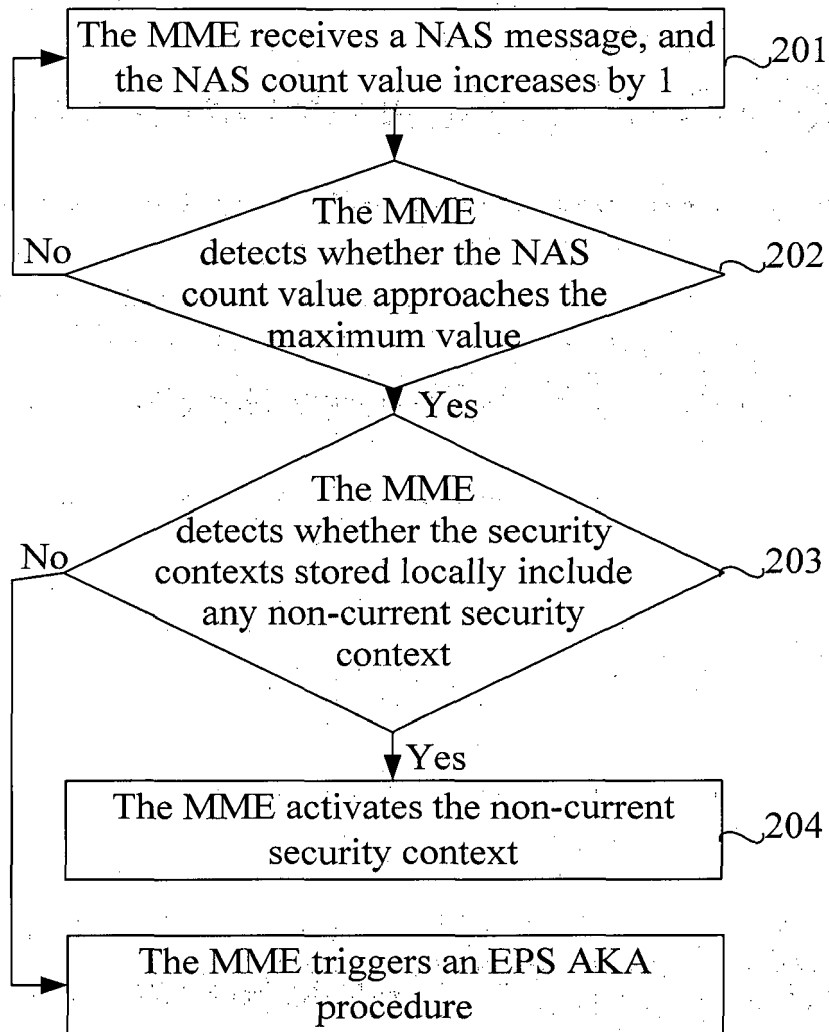 The MME receives a NAS message, and
the NAS count value increases by 1
201
The MME
detects whether the NAS
count value approaches the
maximum value
No
202
Yes
The MME
detects whether the security
contexts stored locally include
any non-current security
context
No
203
Yes
The MME activates the non-current
security context
204
The MME triggers an EPS AKA
procedure